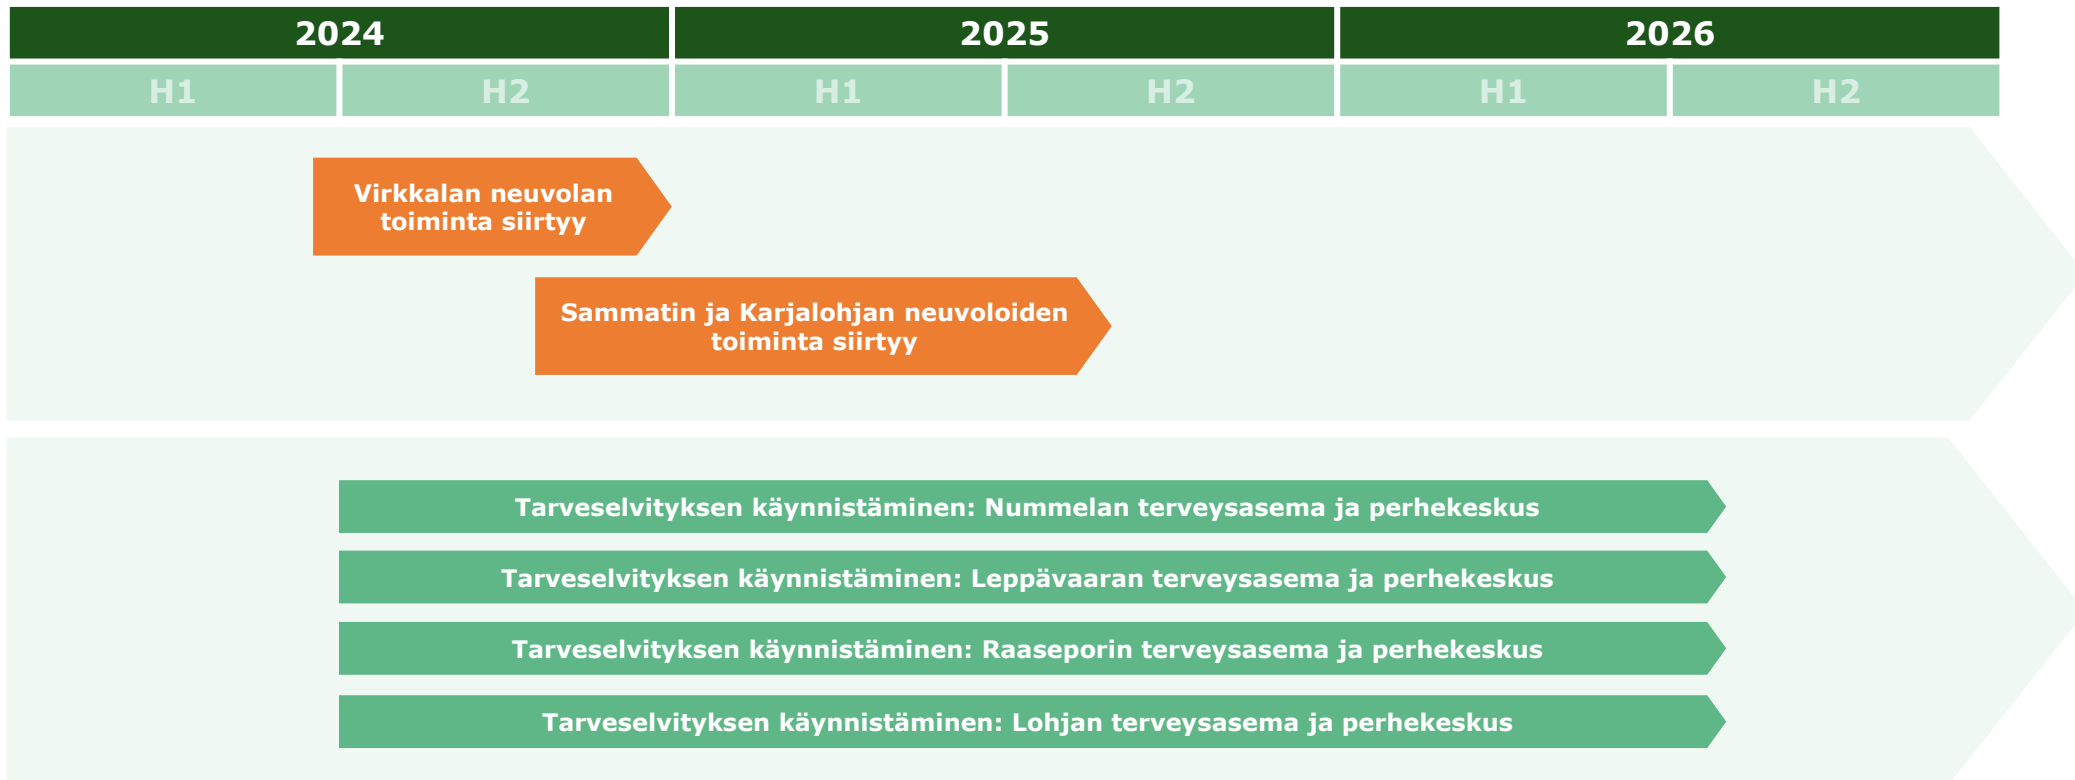 2024
2025
2026
H1
H2
H1
H2
H1
H2
Virkkalan neuvolan
toiminta siirtyy
Sammatin ja Karjalohjan neuvoloiden
toiminta siirtyy
Tarveselvityksen käynnistäminen: Nummelan terveysasema ja perhekeskus
Tarveselvityksen käynnistäminen: Leppävaaran terveysasema ja perhekeskus
Tarveselvityksen käynnistäminen: Raaseporin terveysasema ja perhekeskus
Tarveselvityksen käynnistäminen: Lohjan terveysasema ja perhekeskus